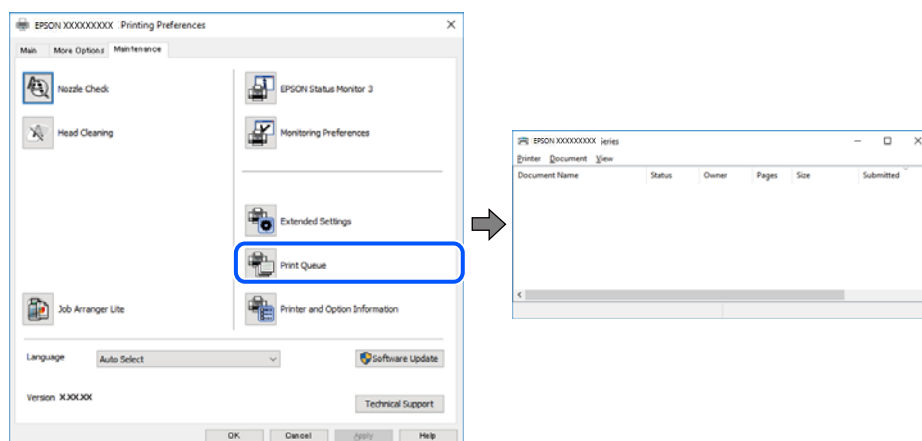 EPSON XXXXXXXXX Printing Preferences
Main More Options Maintenance
Nozzle Check
EPSON Status Monitor 3
Head Cleaning
Monitoring Preferences
Extended Settings
Print Queue
Job Arranger Lite
Printer and Option Information
Language Auto Select Software Update
Version X.XX.XX
Technical Support
OK Cancel Apply Help
EPSON XXXXXXXXX ieries
Printer Document View
Document Name Status Owner Pages Size Submitted